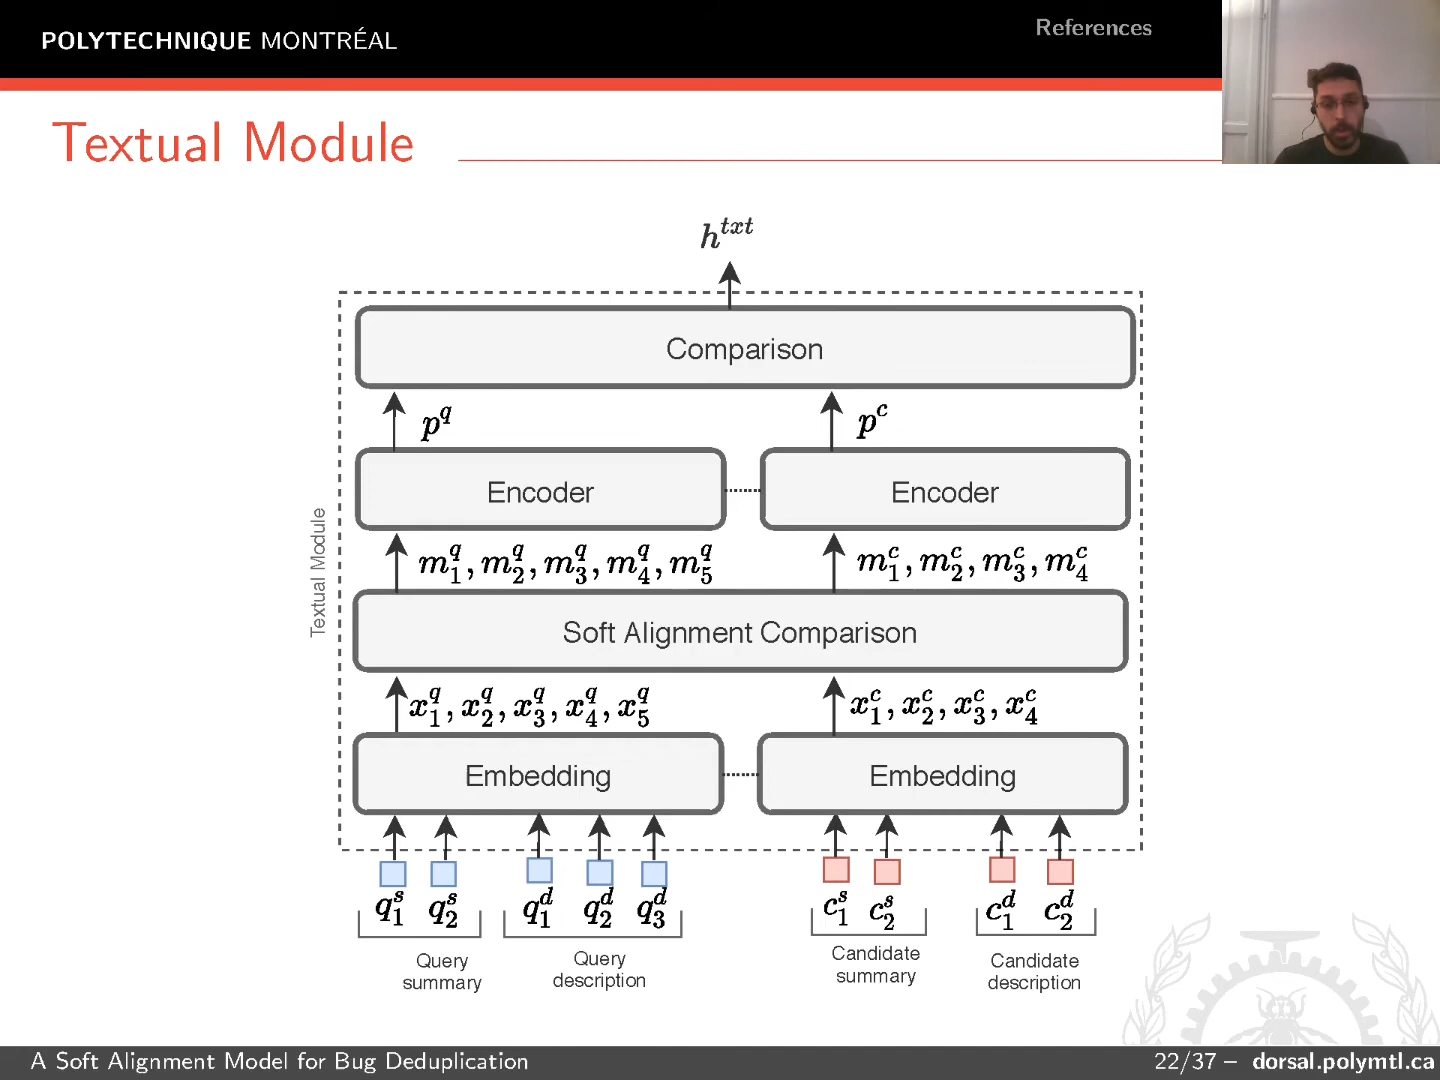 POLYTECHNIQUE MONTRÉAL
References
Textual Module
h^{txt}
Comparison
p^q
p^c
Encoder
Encoder
m_1^q, m_2^q, m_3^q, m_4^q, m_5^q
m_1^c, m_2^c, m_3^c, m_4^c
Textual Module
Soft Alignment Comparison
x_1^q, x_2^q, x_3^q, x_4^q, x_5^q
x_1^c, x_2^c, x_3^c, x_4^c
Embedding
Embedding
q_1^s q_2^s q_1^d q_2^d q_3^d
c_1^s c_2^s c_1^d c_2^d
Query
summary
Query
description
Candidate
summary
Candidate
description
A Soft Alignment Model for Bug Deduplication
22/37 – dorsal.polymtl.ca